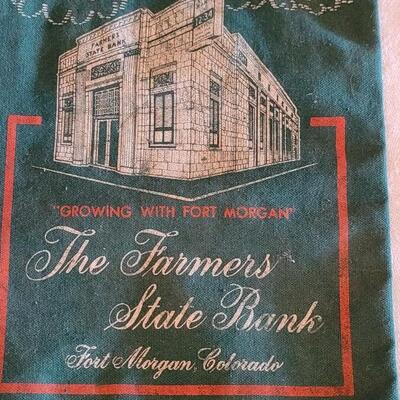 FARMERS
STATE BANK
"GROWING WITH FORT MORGAN"
The Farmers
State Bank
Fort Morgan, Colorado